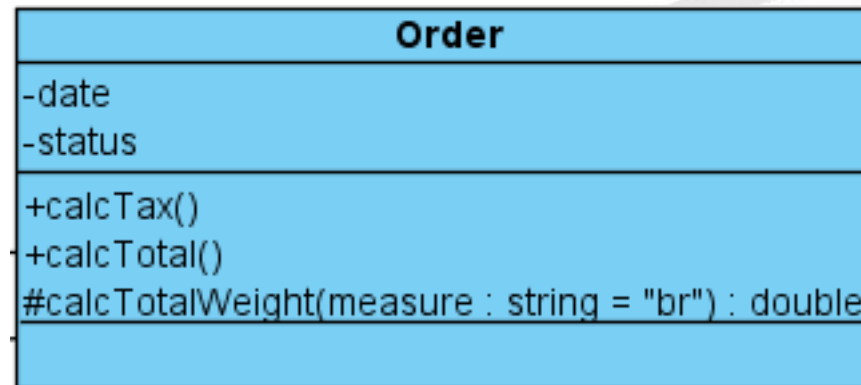 Order
-date
-status
+calcTax()
+calcTotal()
#calcTotalWeight(measure : string = "br") : double